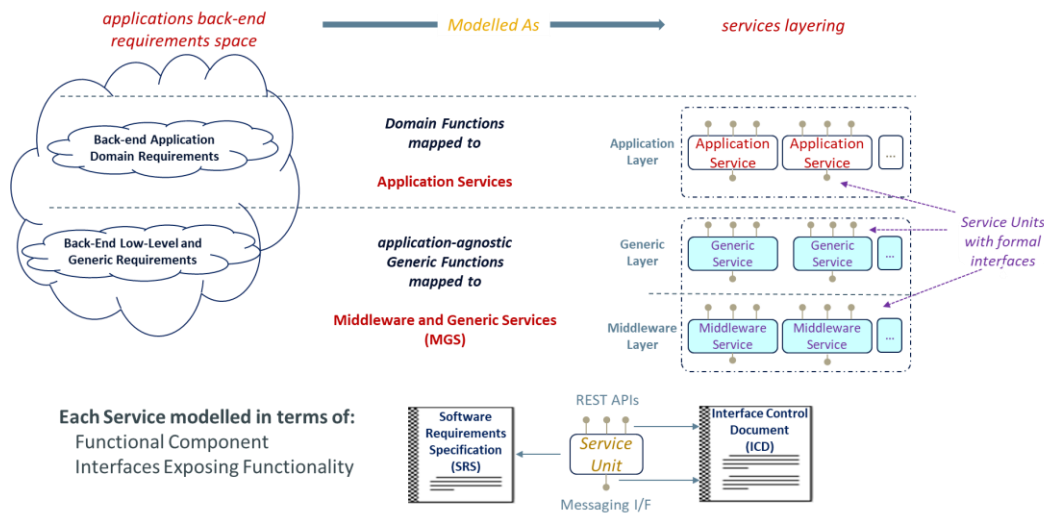 applications back-end
requirements space
Modelled As
services layering
Back-end Application
Domain Requirements
Domain Functions
mapped to
Application Services
Application
Layer
Application
Service
Application
Service
...
Back-End Low-Level and
Generic Requirements
application-agnostic
Generic Functions
mapped to
Middleware and Generic Services
(MGS)
Generic
Layer
Generic
Service
Generic
Service
...
Service Units
with formal
interfaces
Middleware
Layer
Middleware
Service
Middleware
Service
...
Each Service modelled in terms of:
Functional Component
Interfaces Exposing Functionality
Software
Requirements
Specification
(SRS)
REST APIs
Service
Unit
Messaging I/F
Interface Control
Document
(ICD)